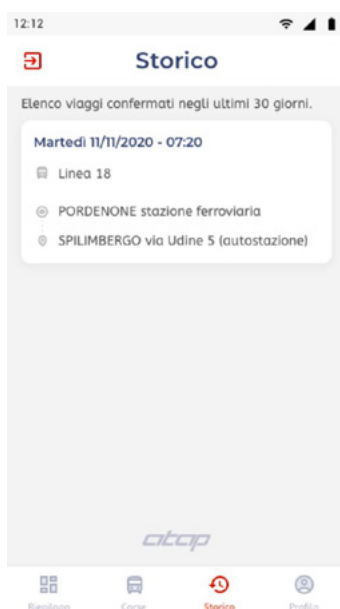 12:12
Storico
Elenco viaggi confermati negli ultimi 30 giorni.
Martedì 11/11/2020 - 07:20
Linea 18
PORDENONE stazione ferroviaria
SPILIMBERGO via Udine 5 (autostazione)
atap
Riepilogo Corse Storico Profilo